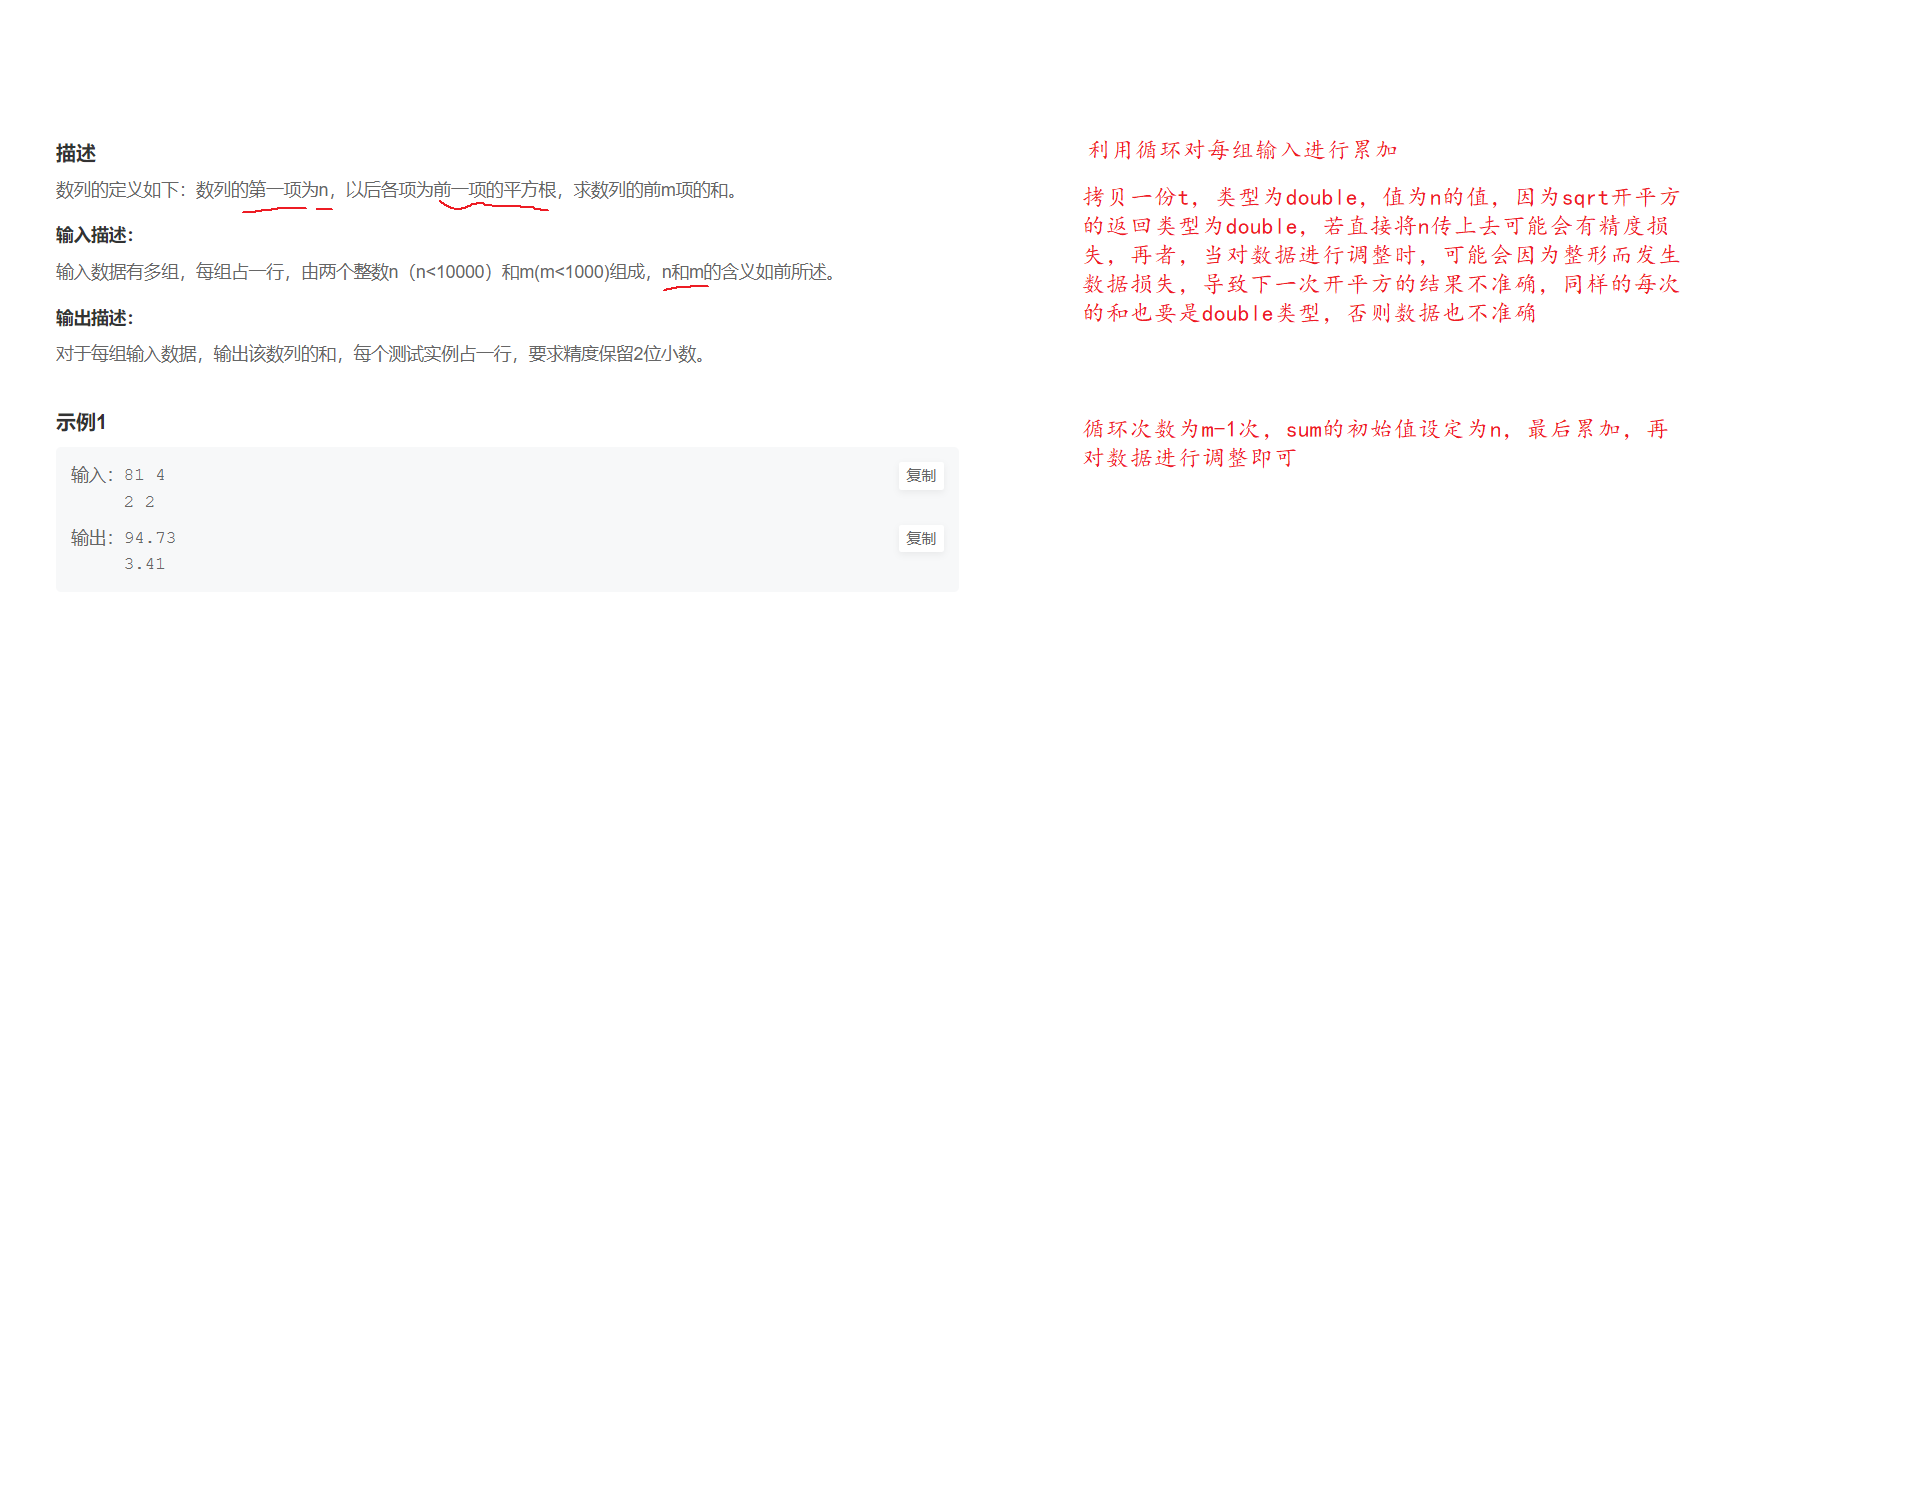 描述
数列的定义如下：数列的第一项为n，以后各项为前一项的平方根，求数列的前m项的和。
输入描述：
输入数据有多组，每组占一行，由两个整数n（n<10000）和m(m<1000)组成，n和m的含义如前所述。
输出描述：
对于每组输入数据，输出该数列的和，每个测试实例占一行，要求精度保留2位小数。
示例1
输入：81 4
复制
2 2
输出：94.73
复制
3.41
利用循环对每组输入进行累加
拷贝一份t，类型为double，值为n的值，因为sqrt开平方
的返回类型为double，若直接将n传上去可能会有精度损
失，再者，当对数据进行调整时，可能会因为整形而发生
数据损失，导致下一次开平方的结果不准确，同样的每次
的和也要是double类型，否则数据也不准确
循环次数为m-1次，sum的初始值设定为n，最后累加，再
对数据进行调整即可